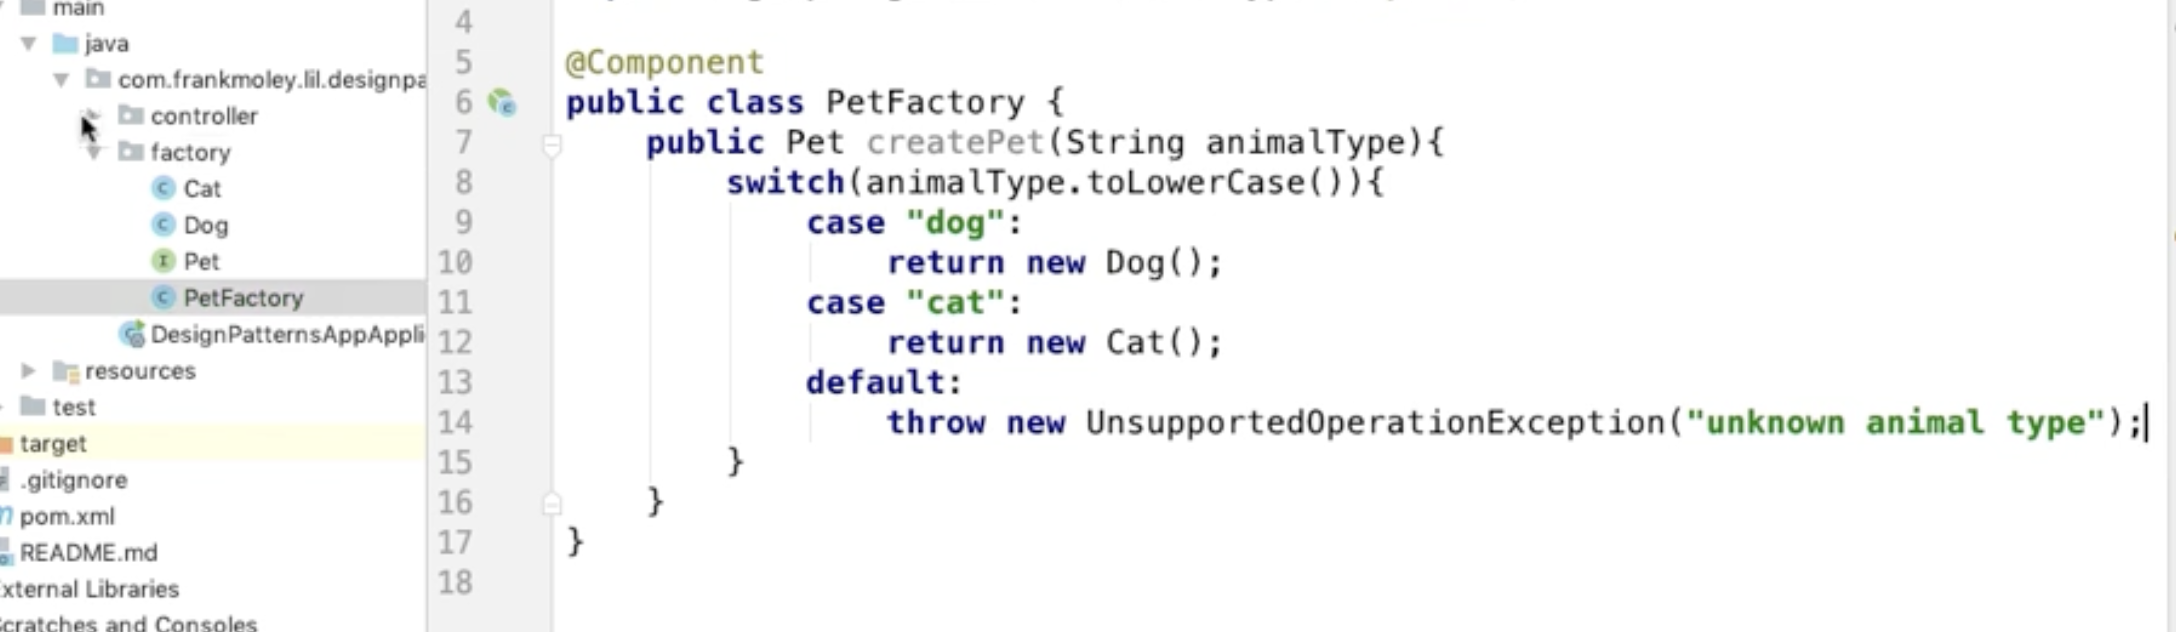 main
java
com.frankmoley.lil.designpa
controller
factory
Cat
Dog
Pet
PetFactory
DesignPatternsAppAppli
resources
test
target
.gitignore
pom.xml
README.md
External Libraries
Scratches and Consoles
4
5 @Component
6 public class PetFactory {
7 public Pet createPet(String animalType){
8 switch(animalType.toLowerCase()){
9 case "dog":
10 return new Dog();
11 case "cat":
12 return new Cat();
13 default:
14 throw new UnsupportedOperationException("unknown animal type");
15 }
16 }
17 }
18